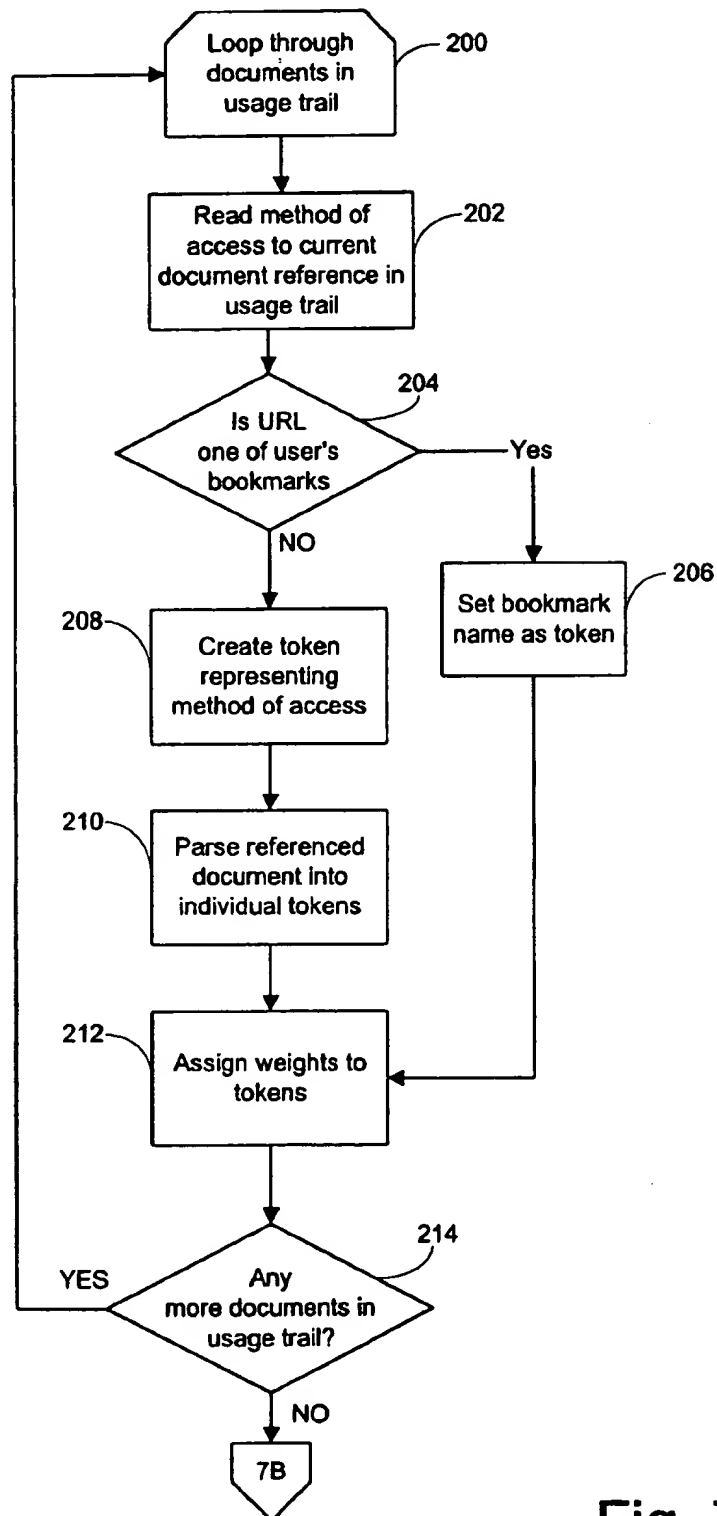 Loop through
documents in
usage trail
200
Read method of
access to current
document reference in
usage trail
202
204
Is URL
one of user's
bookmarks
Yes
NO
206
Set bookmark
name as token
208
Create token
representing
method of access
210
Parse referenced
document into
individual tokens
212
Assign weights to
tokens
214
YES
Any
more documents in
usage trail?
NO
7B
Fig.